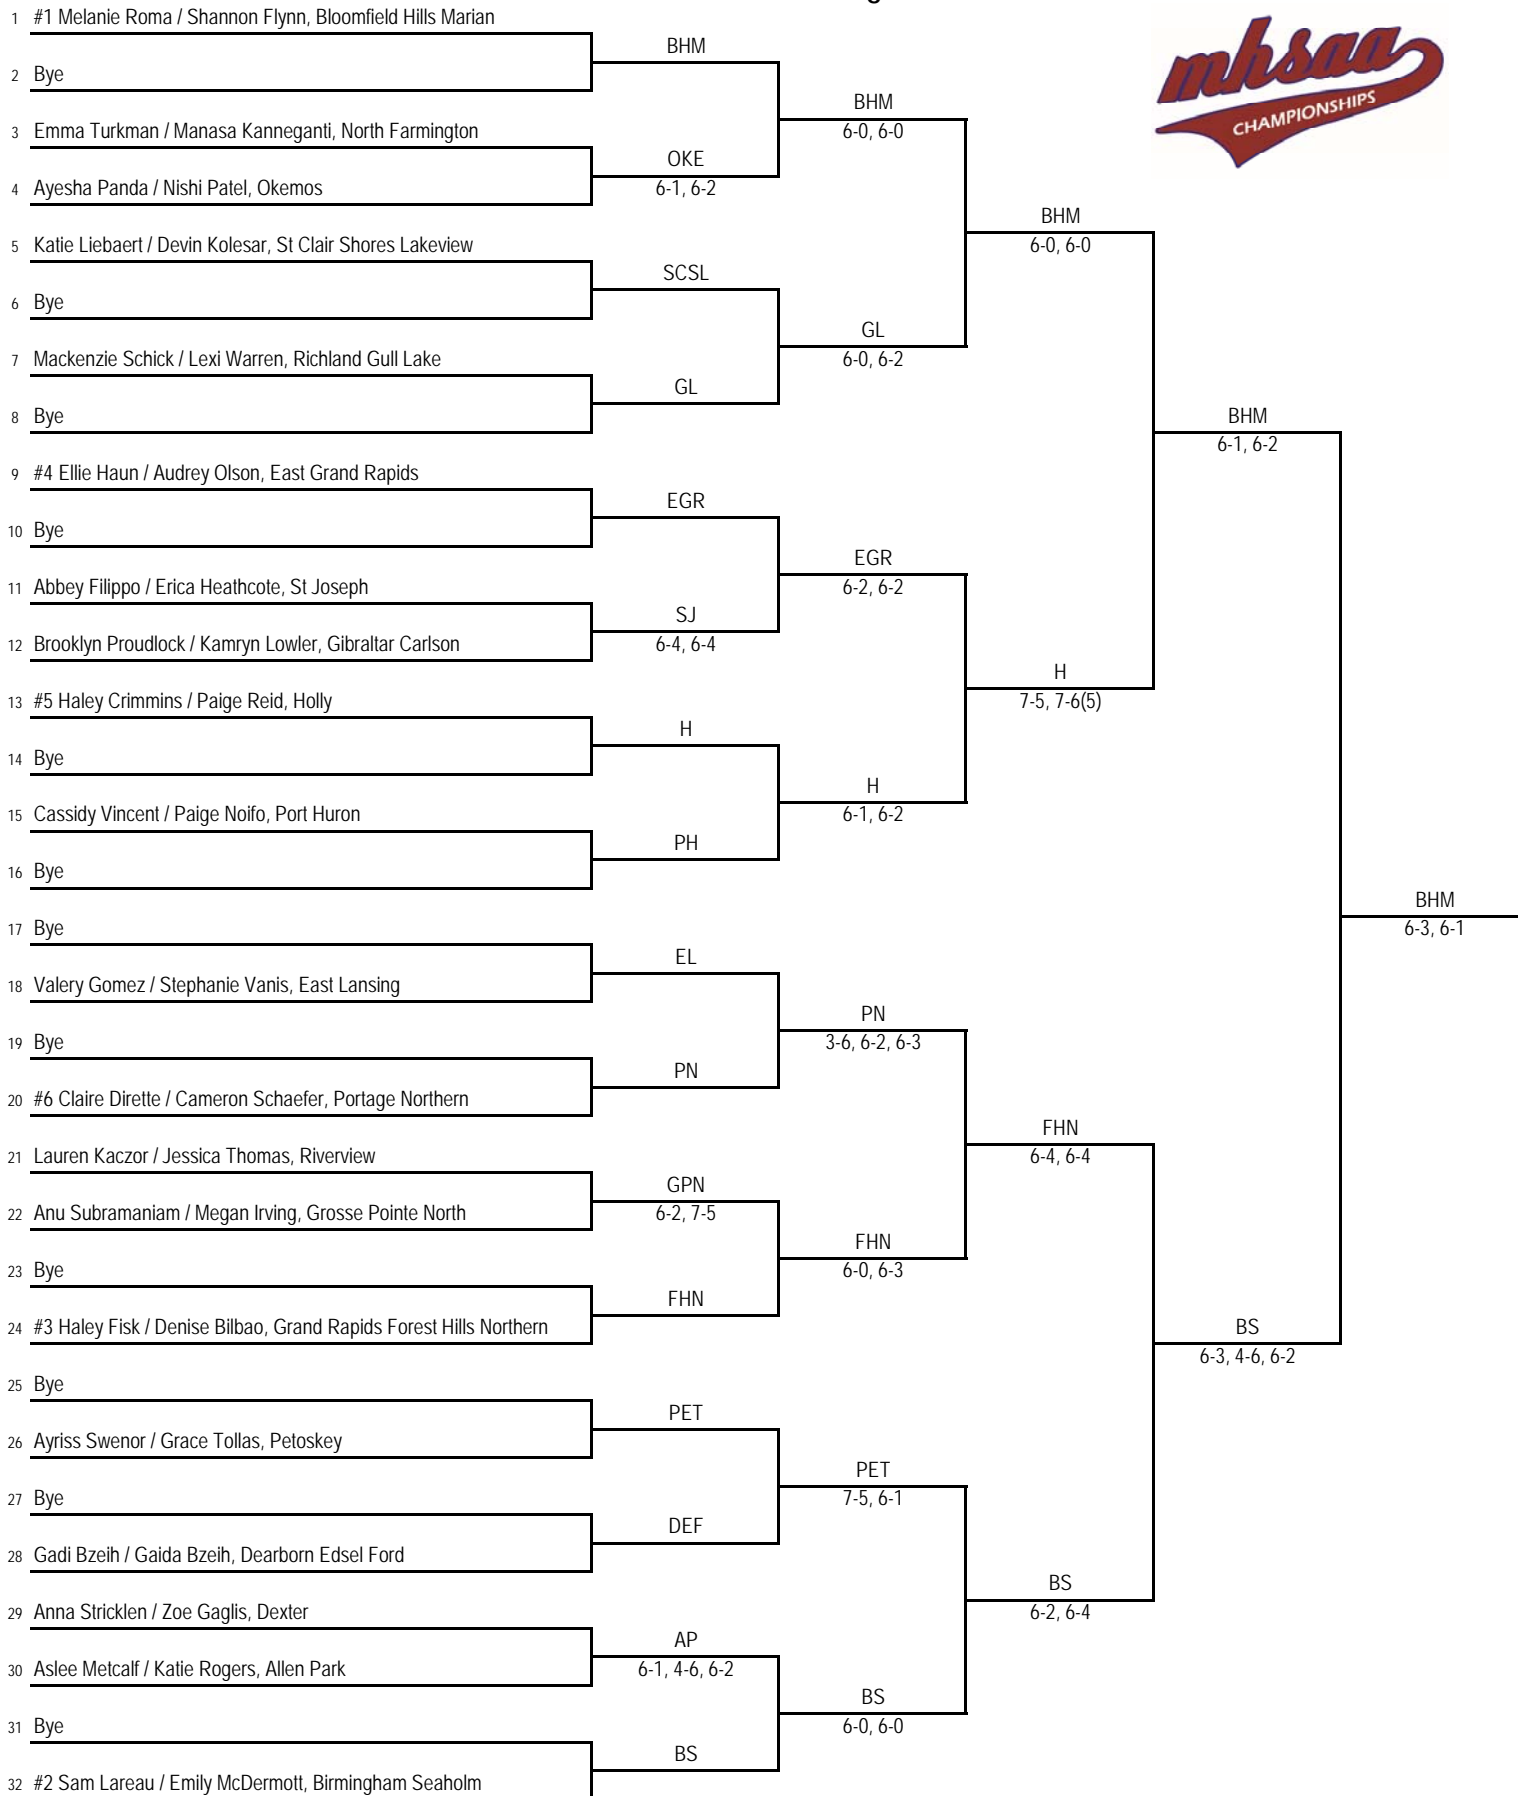 mhsaa
CHAMPIONSHIPS
1 #1 Melanie Roma / Shannon Flynn, Bloomfield Hills Marian
BHM
2 Bye
BHM
6-0, 6-0
3 Emma Turkman / Manasa Kanneganti, North Farmington
OKE
6-1, 6-2
4 Ayesha Panda / Nishi Patel, Okemos
BHM
6-0, 6-0
5 Katie Liebaert / Devin Kolesar, St Clair Shores Lakeview
SCSL
6 Bye
GL
6-0, 6-2
7 Mackenzie Schick / Lexi Warren, Richland Gull Lake
GL
8 Bye
BHM
6-1, 6-2
9 #4 Ellie Haun / Audrey Olson, East Grand Rapids
EGR
10 Bye
EGR
6-2, 6-2
11 Abbey Filippo / Erica Heathcote, St Joseph
SJ
6-4, 6-4
12 Brooklyn Proudlock / Kamryn Lowler, Gibraltar Carlson
H
7-5, 7-6(5)
13 #5 Haley Crimmins / Paige Reid, Holly
H
14 Bye
H
6-1, 6-2
15 Cassidy Vincent / Paige Noifo, Port Huron
PH
16 Bye
BHM
6-3, 6-1
17 Bye
EL
18 Valery Gomez / Stephanie Vanis, East Lansing
PN
3-6, 6-2, 6-3
19 Bye
PN
20 #6 Claire Dirette / Cameron Schaefer, Portage Northern
FHN
6-4, 6-4
21 Lauren Kaczor / Jessica Thomas, Riverview
GPN
6-2, 7-5
22 Anu Subramaniam / Megan Irving, Grosse Pointe North
FHN
6-0, 6-3
23 Bye
FHN
24 #3 Haley Fisk / Denise Bilbao, Grand Rapids Forest Hills Northern
BS
6-3, 4-6, 6-2
25 Bye
PET
26 Ayriss Swenor / Grace Tollas, Petoskey
PET
7-5, 6-1
27 Bye
DEF
28 Gadi Bzeih / Gaida Bzeih, Dearborn Edsel Ford
BS
6-2, 6-4
29 Anna Stricklen / Zoe Gaglis, Dexter
AP
6-1, 4-6, 6-2
30 Aslee Metcalf / Katie Rogers, Allen Park
BS
6-0, 6-0
31 Bye
BS
32 #2 Sam Lareau / Emily McDermott, Birmingham Seaholm